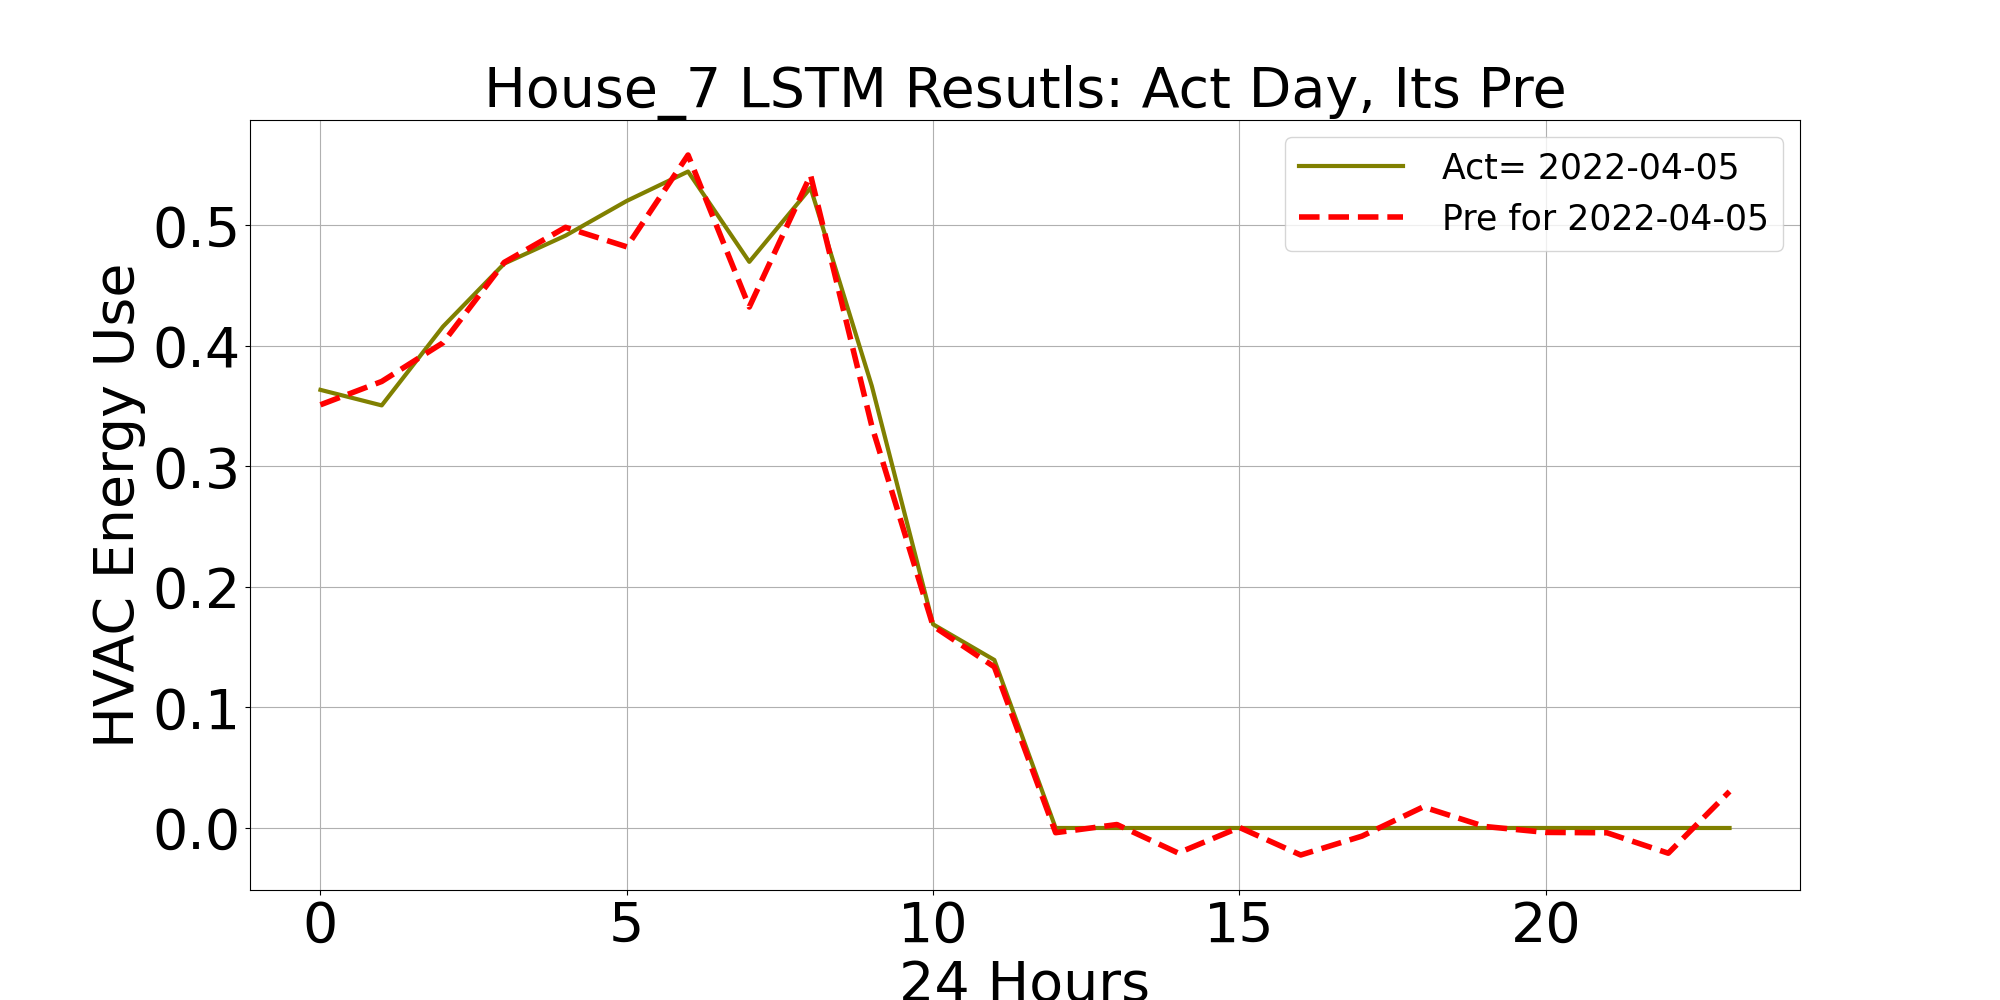 House_7 LSTM Resutls: Act Day, Its Pre
Act= 2022-04-05
Pre for 2022-04-05
HVAC Energy Use
0.5
0.4
0.3
0.2
0.1
0.0
0 5 10 15 20
24 Hours